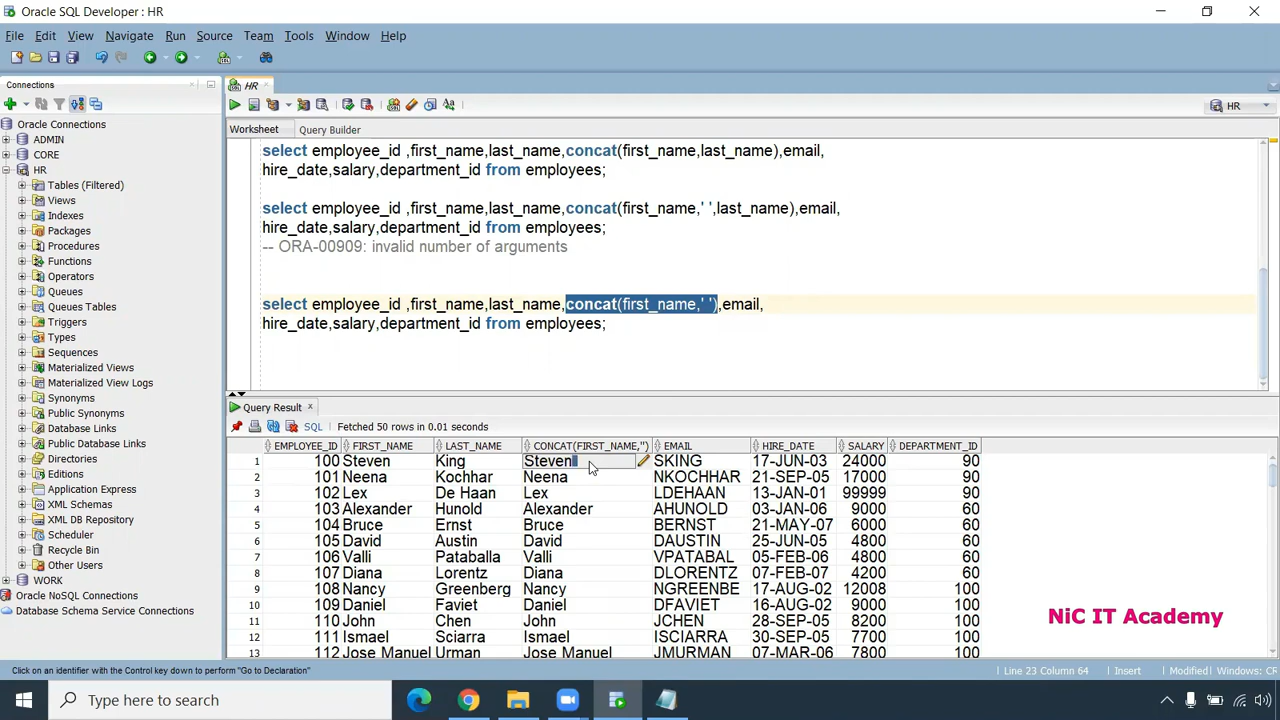 Oracle SQL Developer: HR
File Edit View Navigate Run Source Team Tools Window Help
Connections
HR
HR
Worksheet Query Builder
Oracle Connections
ADMIN
CORE
HR
Tables (Filtered)
Views
Indexes
Packages
Procedures
Functions
Operators
Queues
Queues Tables
Triggers
Types
Sequences
Materialized Views
Materialized View Logs
Synonyms
Public Synonyms
Database Links
Public Database Links
Directories
Editions
Application Express
XML Schemas
XML DB Repository
Scheduler
Recycle Bin
Other Users
WORK
Oracle NoSQL Connections
Database Schema Service Connections
select employee_id ,first_name,last_name,concat(first_name,last_name),email,
hire_date,salary,department_id from employees;
select employee_id ,first_name,last_name,concat(first_name,' ',last_name),email,
hire_date,salary,department_id from employees;
-- ORA-00909: invalid number of arguments
select employee_id ,first_name,last_name,concat(first_name,' '),email,
hire_date,salary,department_id from employees;
Query Result
SQL Fetched 50 rows in 0.01 seconds
EMPLOYEE_ID FIRST_NAME LAST_NAME CONCAT(FIRST_NAME,'') EMAIL HIRE_DATE SALARY DEPARTMENT_ID
1 100 Steven King Steven SKING 17-JUN-03 24000 90
2 101 Neena Kochhar Neena NKOCHHAR 21-SEP-05 17000 90
3 102 Lex De Haan Lex LDEHAAN 13-JAN-01 99999 90
4 103 Alexander Hunold Alexander AHUNOLD 03-JAN-06 9000 60
5 104 Bruce Ernst Bruce BERNST 21-MAY-07 6000 60
6 105 David Austin David DAUSTIN 25-JUN-05 4800 60
7 106 Valli Pataballa Valli VPATABAL 05-FEB-06 4800 60
8 107 Diana Lorentz Diana DLORENTZ 07-FEB-07 4200 60
9 108 Nancy Greenberg Nancy NGREENBE 17-AUG-02 12008 100
10 109 Daniel Faviet Daniel DFAVIET 16-AUG-02 9000 100
11 110 John Chen John JCHEN 28-SEP-05 8200 100
12 111 Ismael Sciarra Ismael ISCIARRA 30-SEP-05 7700 100
13 112 Jose Manuel Urman Jose Manuel JMURMAN 07-MAR-06 7800 100
NiC IT Academy
Click on an identifier with the Control key down to perform "Go to Declaration"
Line 23 Column 64 Insert Modified Windows: CR
Type here to search